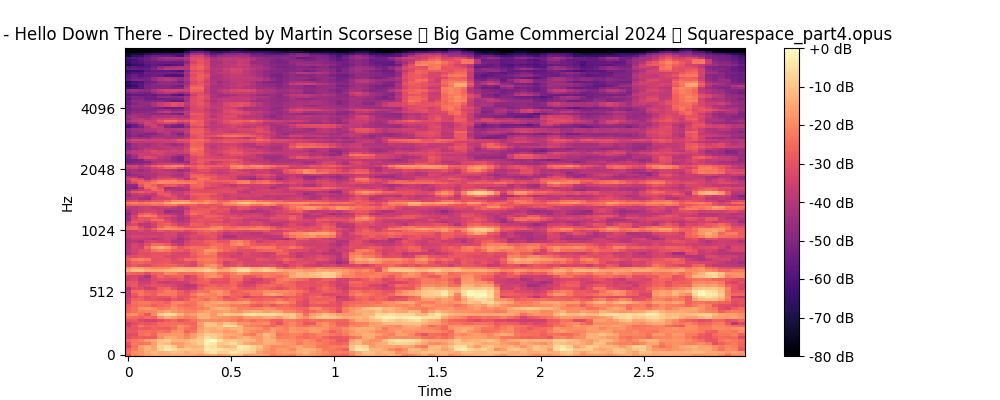 - Hello Down There - Directed by Martin Scorsese ▯ Big Game Commercial 2024 ▯ Squarespace_part4.opus
+0 dB
-10 dB
-20 dB
-30 dB
-40 dB
-50 dB
-60 dB
-70 dB
-80 dB
Hz
4096
2048
1024
512
0
0
0.5
1
1.5
2
2.5
Time